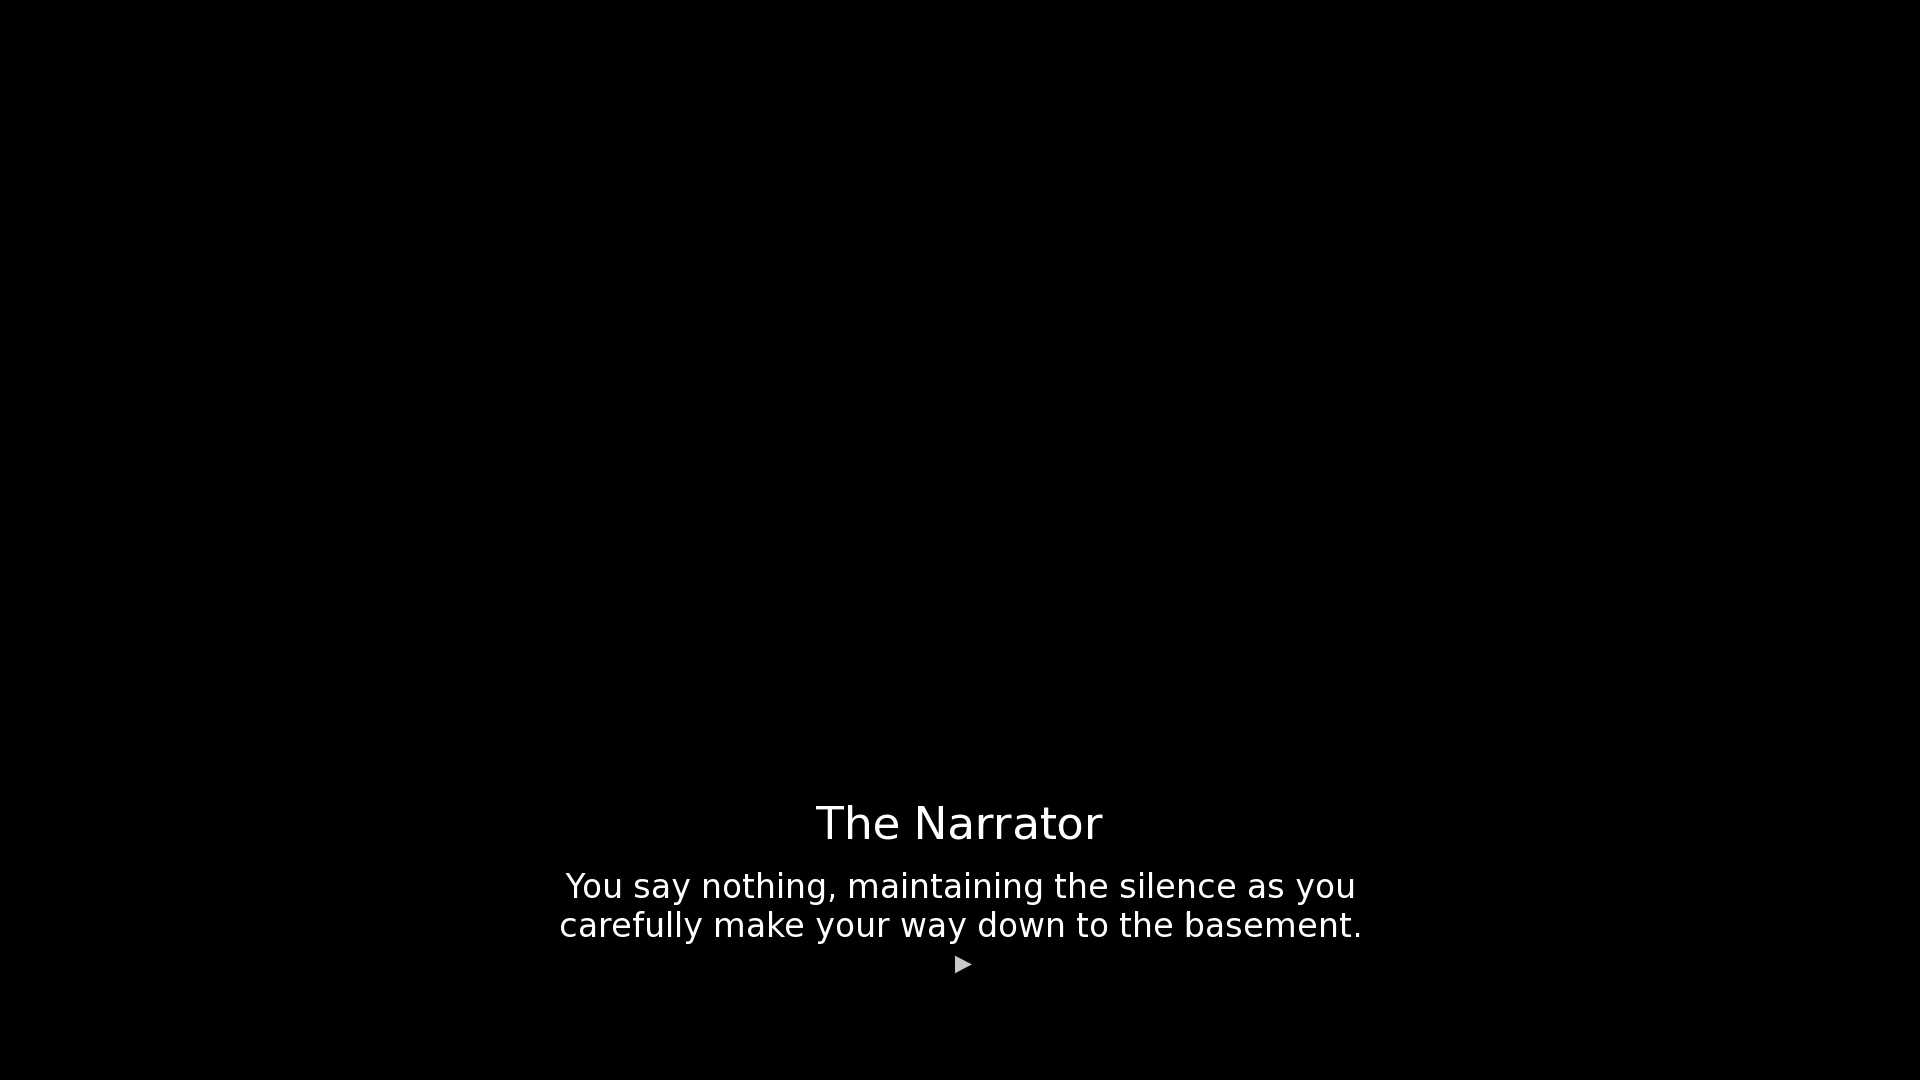 The Narrator
You say nothing, maintaining the silence as you
carefully make your way down to the basement.